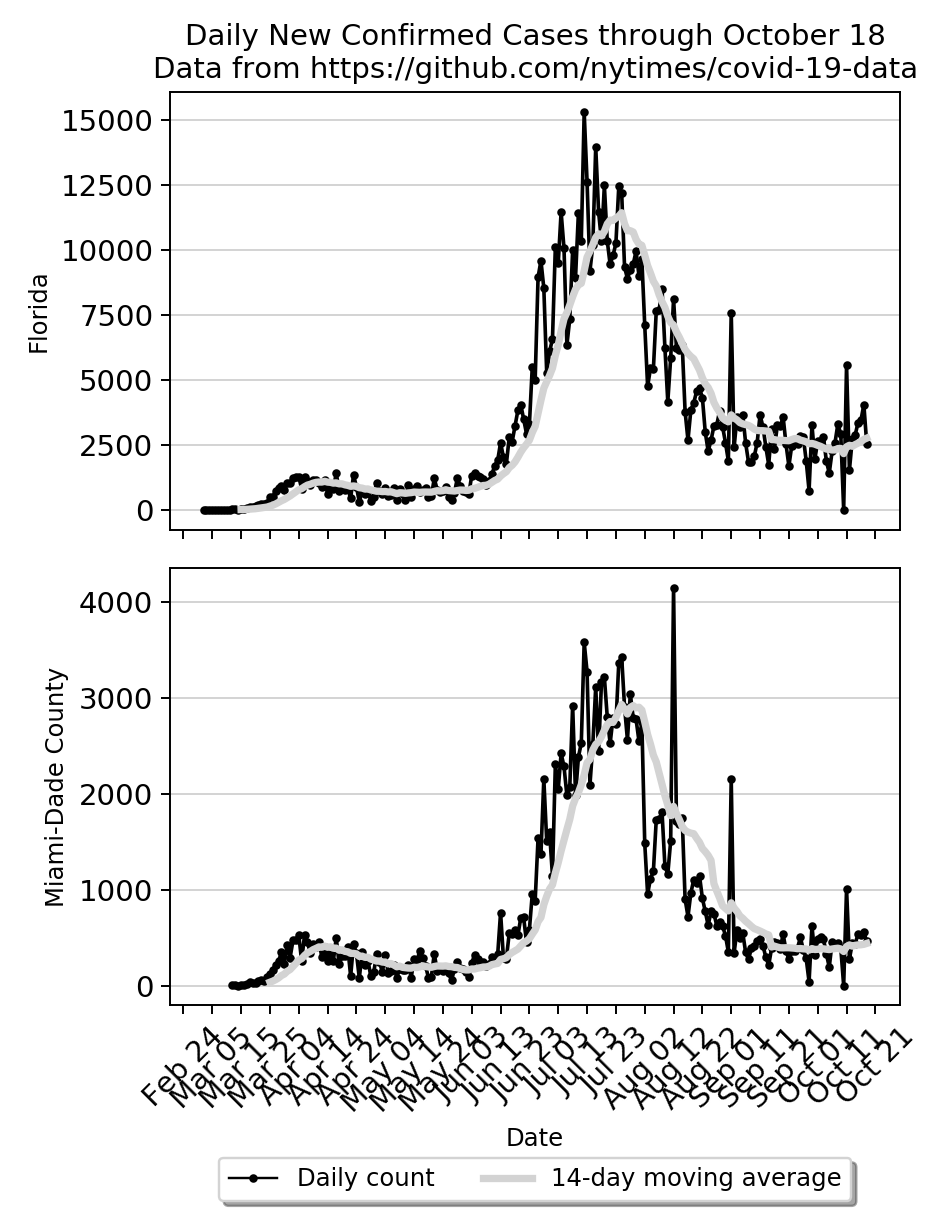 Daily New Confirmed Cases through October 18
Data from https://github.com/nytimes/covid-19-data
15000
12500
10000
7500
5000
2500
0
Florida
4000
3000
2000
1000
0
Miami-Dade County
Feb 24
Mar 05
Mar 15
Mar 25
Apr 04
Apr 14
Apr 24
May 04
May 14
May 24
Jun 03
Jun 13
Jun 23
Jul 03
Jul 13
Jul 23
Aug 02
Aug 12
Aug 22
Sep 01
Sep 11
Sep 21
Oct 01
Oct 11
Oct 21
Date
Daily count
14-day moving average